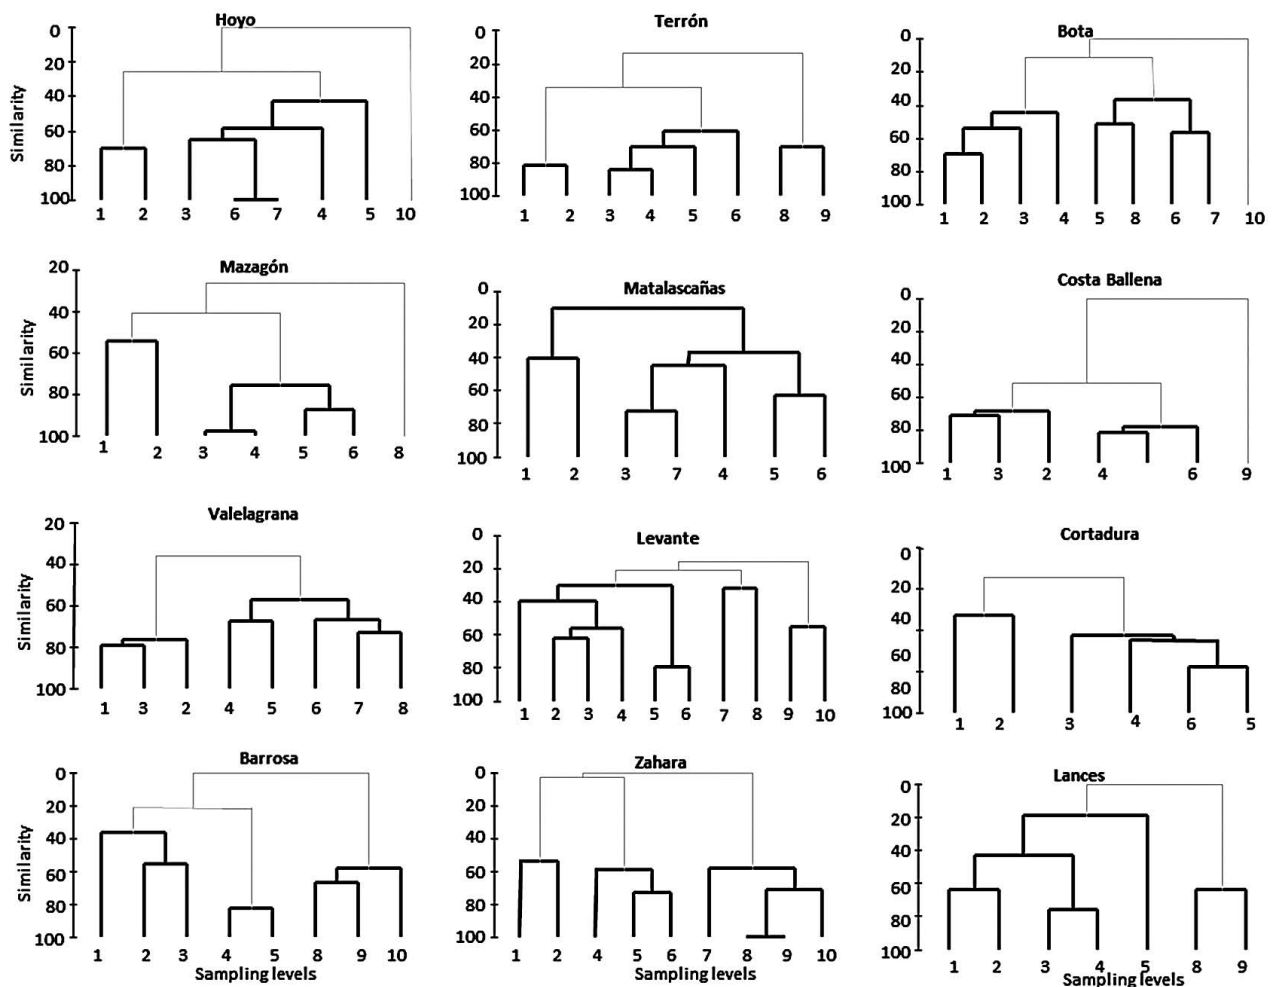 Hoyo
0
20
40
60
80
100
Similarity
1 2 3 6 7 4 5 10
Terrón
0
20
40
60
80
100
1 2 3 4 5 6 8 9
Bota
0
20
40
60
80
100
1 2 3 4 5 8 6 7 10
Mazagón
20
40
60
80
100
Similarity
1 2 3 4 5 6 8
Matalascañas
0
20
40
60
80
100
1 2 3 7 4 5 6
Costa Ballena
0
20
40
60
80
100
1 3 2 4 6 9
Valelagrana
20
40
60
80
100
Similarity
1 3 2 4 5 6 7 8
Levante
0
20
40
60
80
100
1 2 3 4 5 6 7 8 9 10
Cortadura
0
20
40
60
80
100
1 2 3 4 6 5
Barrosa
0
20
40
60
80
100
Similarity
1 2 3 4 5 8 9 10
Sampling levels
Zahara
0
20
40
60
80
100
1 2 4 5 6 7 8 9 10
Sampling levels
Lances
0
20
40
60
80
100
1 2 3 4 5 8 9
Sampling levels